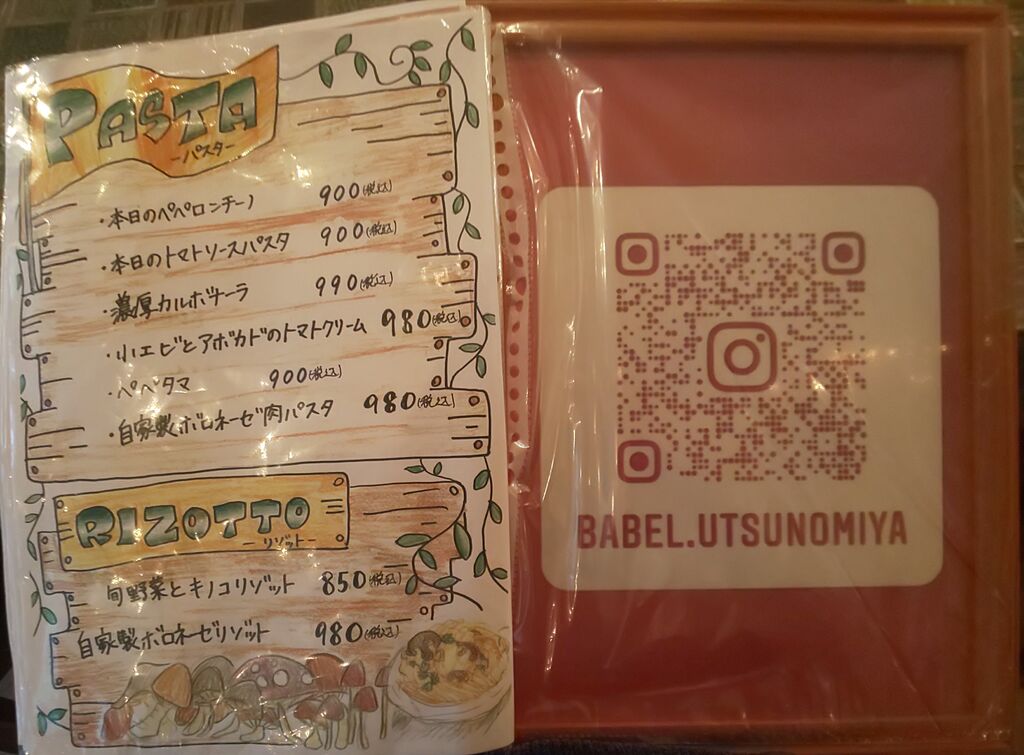 PASTA
-パスタ-
・本日のペペロンチーノ 900(税込)
・本日のトマトソースパスタ 900(税込)
・濃厚カルボナーラ 990(税込)
・小エビとアボカドのトマトクリーム 980(税込)
・ペペタマ 900(税込)
・自家製ボロネーゼ肉パスタ 980(税込)
RIZOTTO
-リゾット-
旬野菜とキノコリゾット 850(税込)
自家製ボロネーゼリゾット 980(税込)
BABEL.UTSUNOMIYA